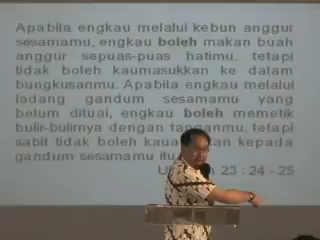 Apabila engkau melalui kebun anggur
sesamamu, engkau boleh makan buah
anggur sepuas-puas hatimu, tetapi
tidak boleh kaumasukkan ke dalam
bungkusanmu. Apabila engkau melalui
ladang gandum sesamamu yang
belum dituai, engkau boleh memetik
bulir-bulirnya dengan tanganmu, tetapi
sabit tidak boleh kepada
gandum sesamamu itu
23 : 24 - 25